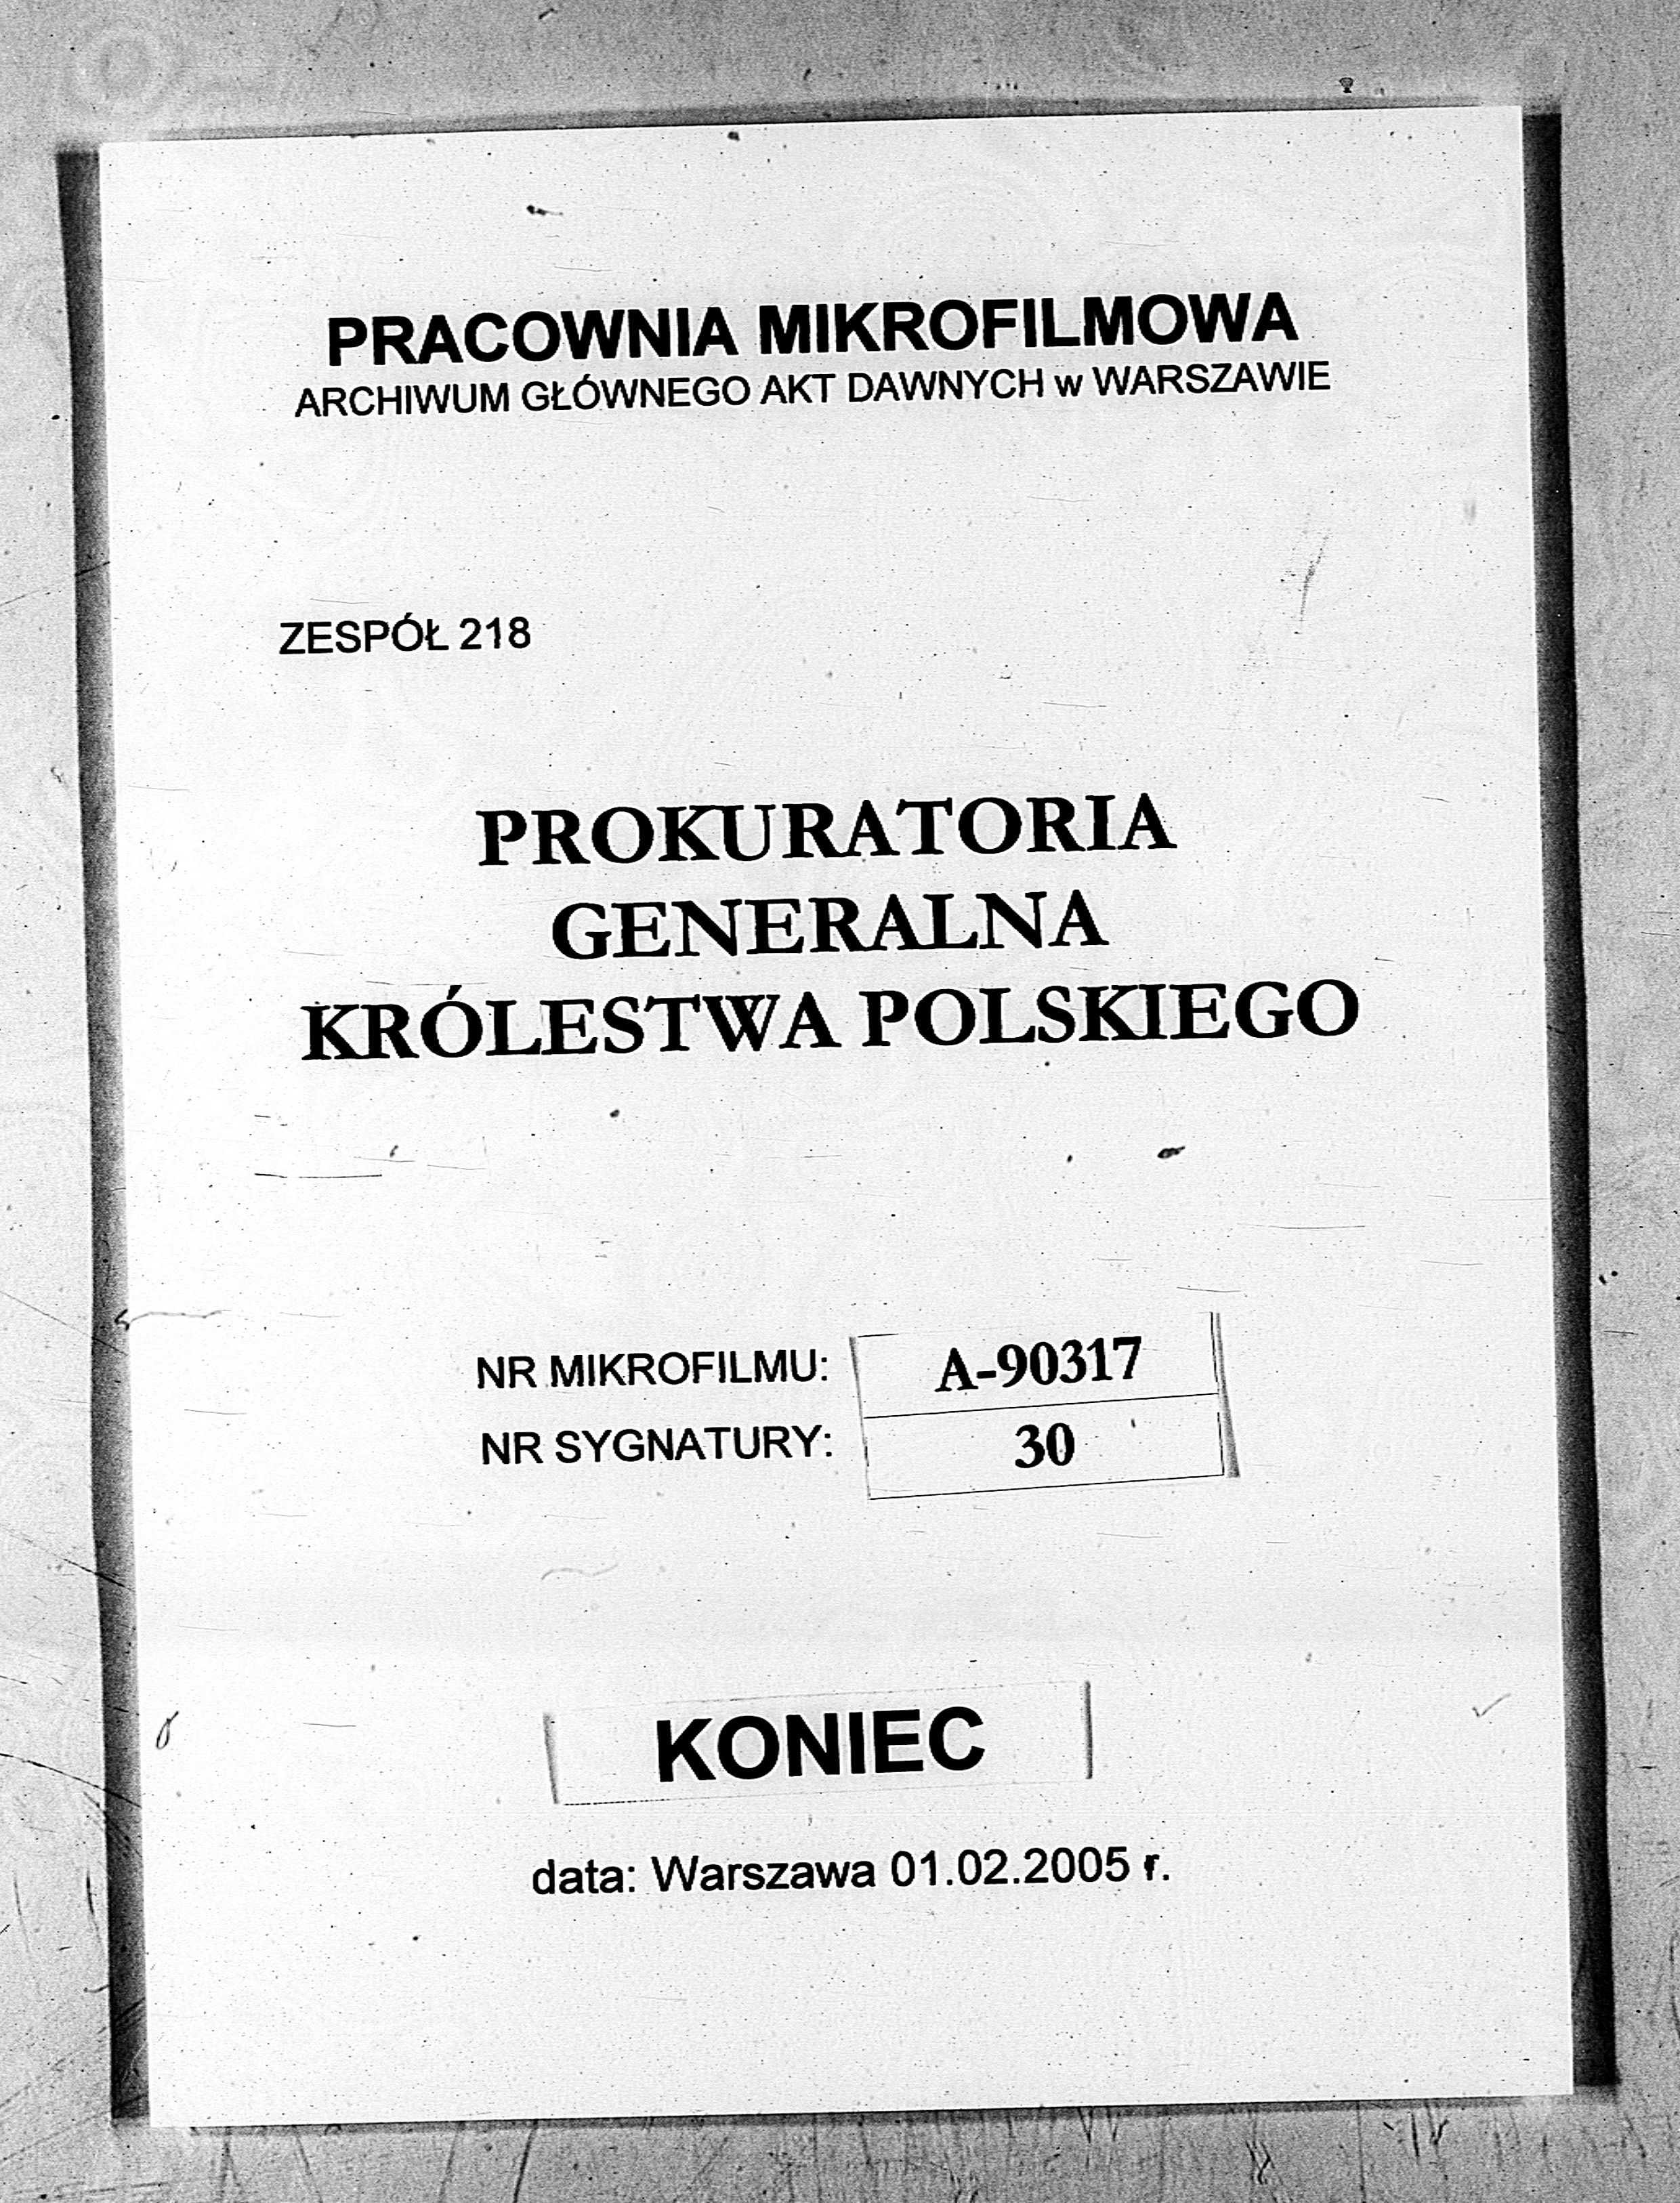 PRACOWNIA MIKROFILMOWA
ARCHIWUM GŁÓWNEGO AKT DAWNYCH w WARSZAWIE
ZESPÓŁ 218
PROKURATORIA
GENERALNA
KRÓLESTWA POLSKIEGO
NR MIKROFILMU: A-90317
NR SYGNATURY: 30
KONIEC
data: Warszawa 01.02.2005 r.